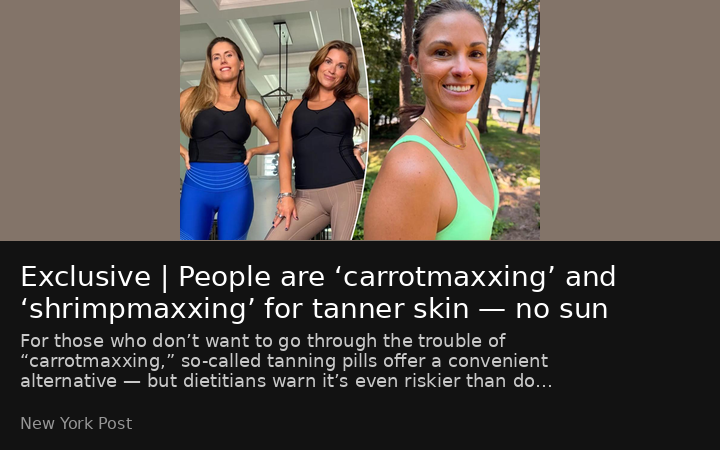 Exclusive | People are ‘carrotmaxxing’ and
‘shrimpmaxxing’ for tanner skin — no sun
For those who don’t want to go through the trouble of
“carrotmaxxing,” so-called tanning pills offer a convenient
alternative — but dietitians warn it’s even riskier than do...
New York Post